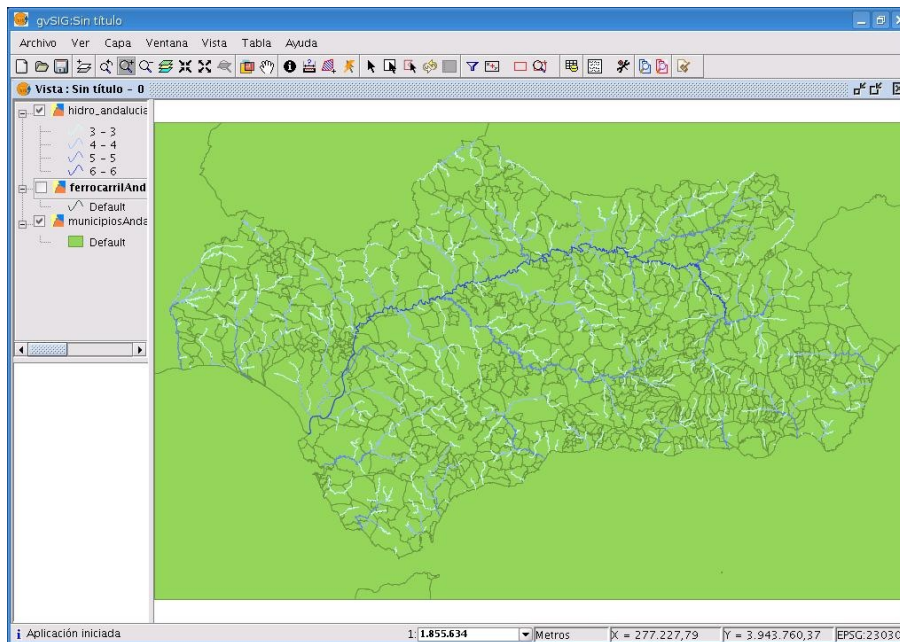 gvSIG:Sin título
Archivo Ver Capa Ventana Vista Tabla Ayuda
Vista : Sin título - 0
hidro_andalucia
3 - 3
4 - 4
5 - 5
6 - 6
ferrocarrilAnd
Default
municipiosAnda
Default
Aplicación iniciada
1: 1.855.634
Metros
X = 277.227,79
Y = 3.943.760,37
EPSG:23030